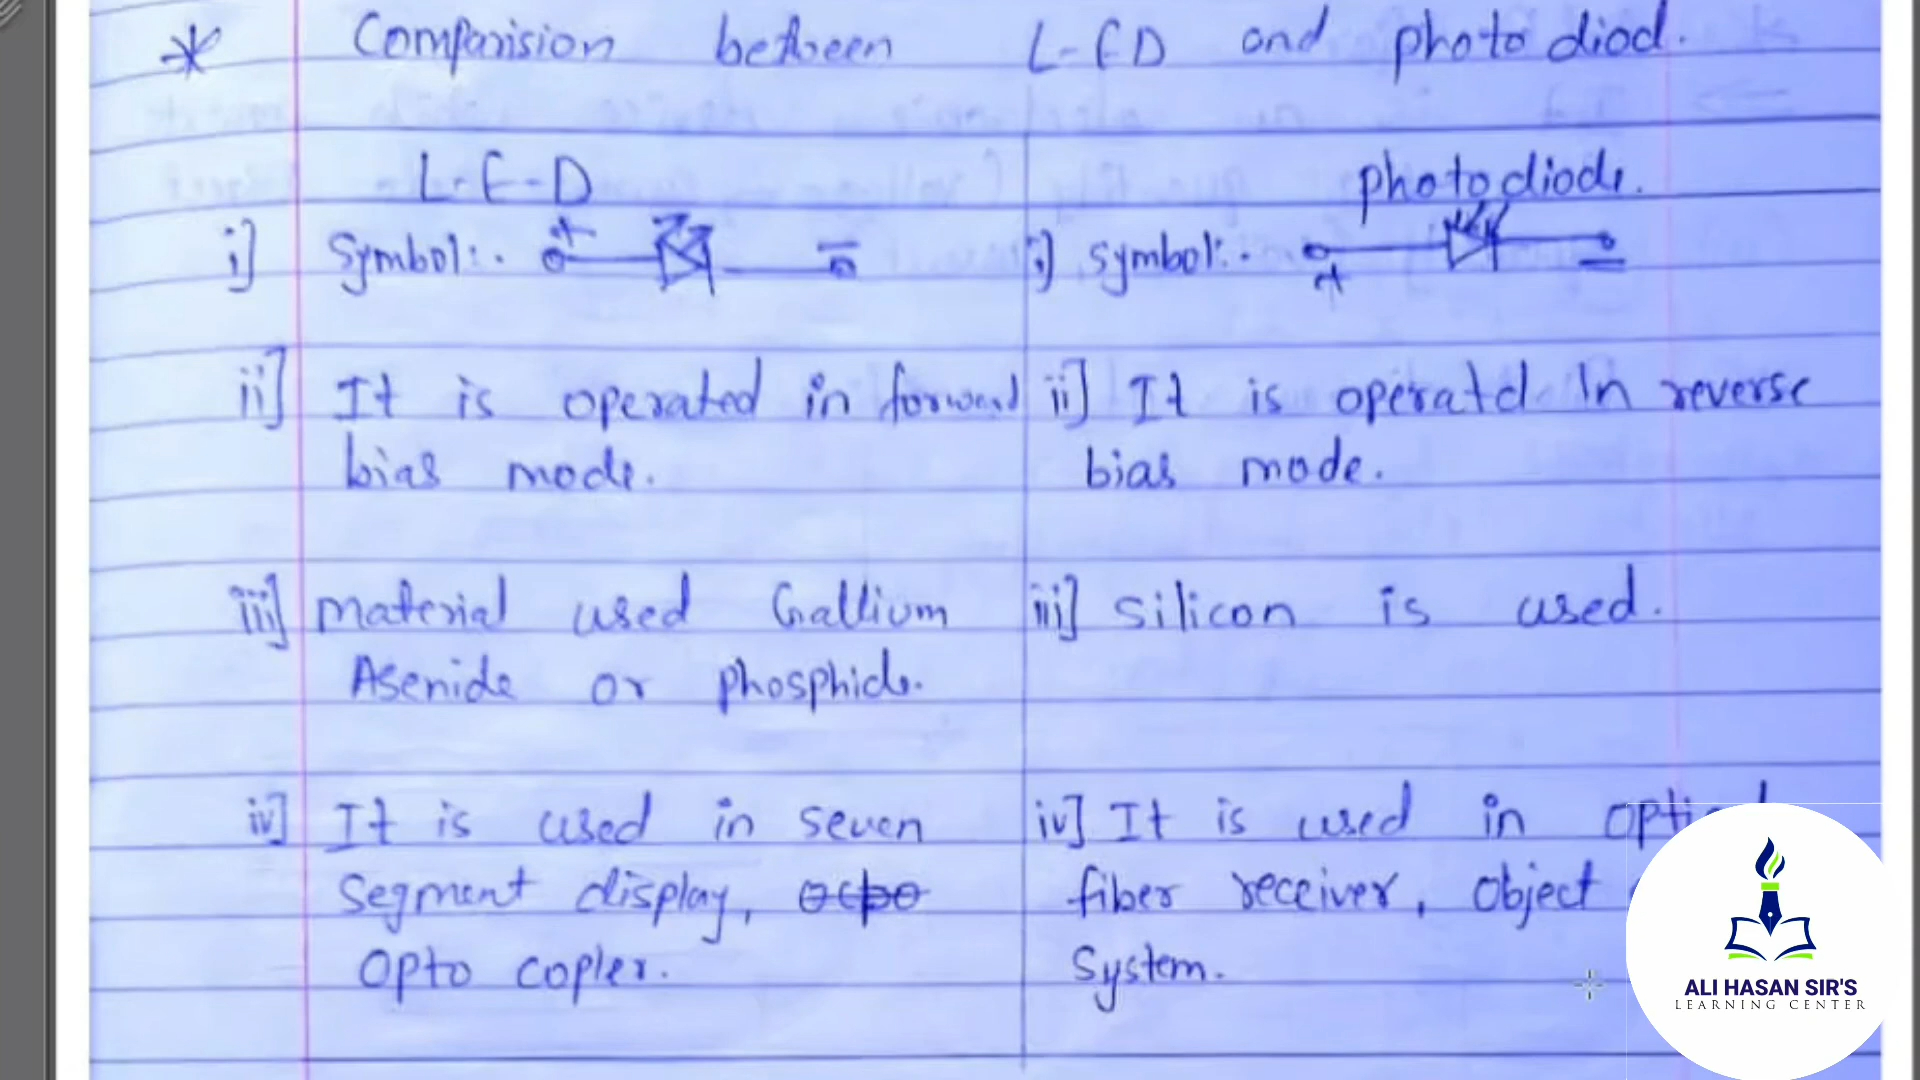 * Comparision between L-ED and photo diod.
L-E-D
photodiode.
i] Symbol:- + -
i] symbol:- + -
ii] It is operated in forward
bias mode.
ii] It is operatd In reverse
bias mode.
iii] material used Gallium
Asenide or phosphide.
iii] silicon is used.
iv] It is used in seven
Segment display,
Opto copler.
iv] It is used in
fiber receiver, Object
System.
ALI HASAN SIR'S
LEARNING CENTER